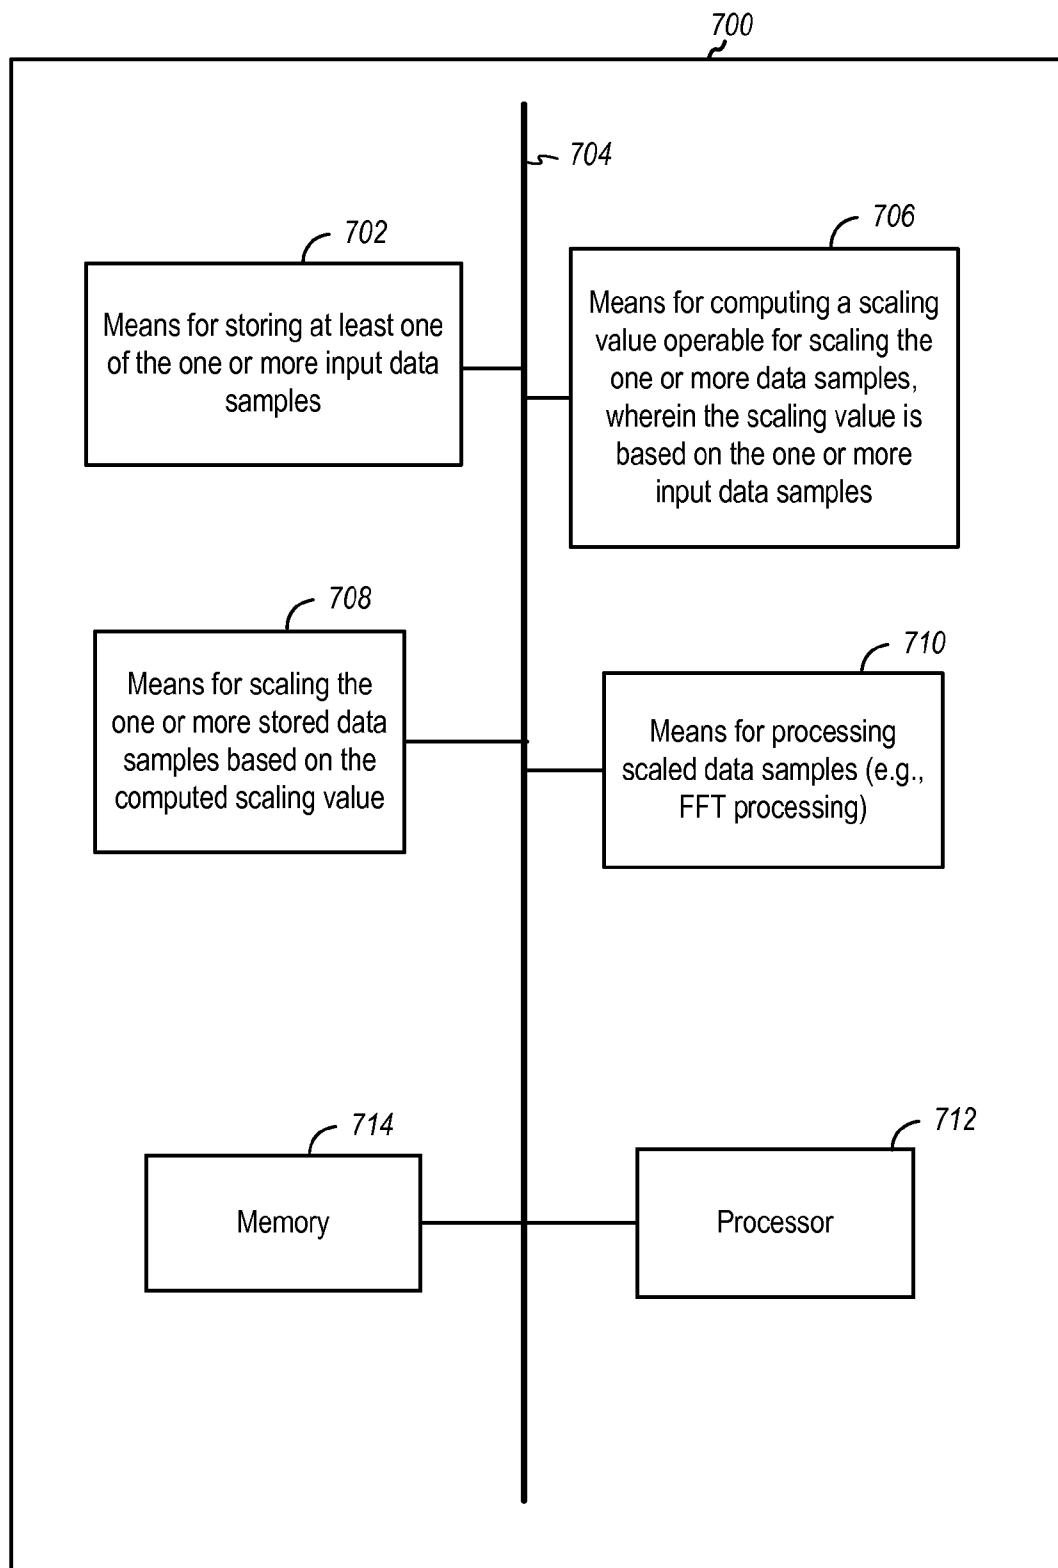 700
704
702
Means for storing at least one
of the one or more input data
samples
706
Means for computing a scaling
value operable for scaling the
one or more data samples,
wherein the scaling value is
based on the one or more
input data samples
708
Means for scaling the
one or more stored data
samples based on the
computed scaling value
710
Means for processing
scaled data samples (e.g.,
FFT processing)
714
Memory
712
Processor